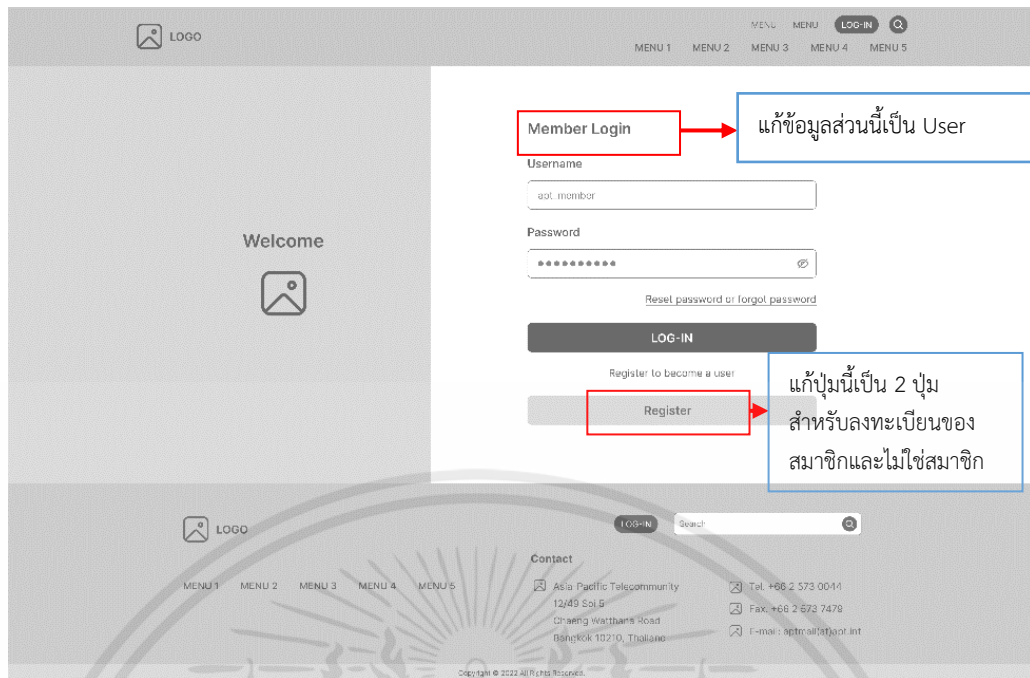 LOGO
MENU MENU LOG-IN
MENU 1 MENU 2 MENU 3 MENU 4 MENU 5
Member Login
แก้ข้อมูลส่วนนี้เป็น User
Username
apt_member
Password
Welcome
Reset password or forgot password
LOG-IN
Register to become a user
Register
แก้ปุ่มนี้เป็น 2 ปุ่ม
สำหรับลงทะเบียนของ
สมาชิกและไม่ใช่สมาชิก
LOGO
LOG-IN Search
Contact
MENU 1 MENU 2 MENU 3 MENU 4 MENU 5
Asia-Pacific Telecommunity
12/49 Soi 5
Chaeng Watthana Road
Bangkok 10210, Thailand
Tel. +66 2 573 0044
Fax. +66 2 573 7479
E-mail : aptmail(at)apt.int
Copyright © 2022 All Rights Reserved.